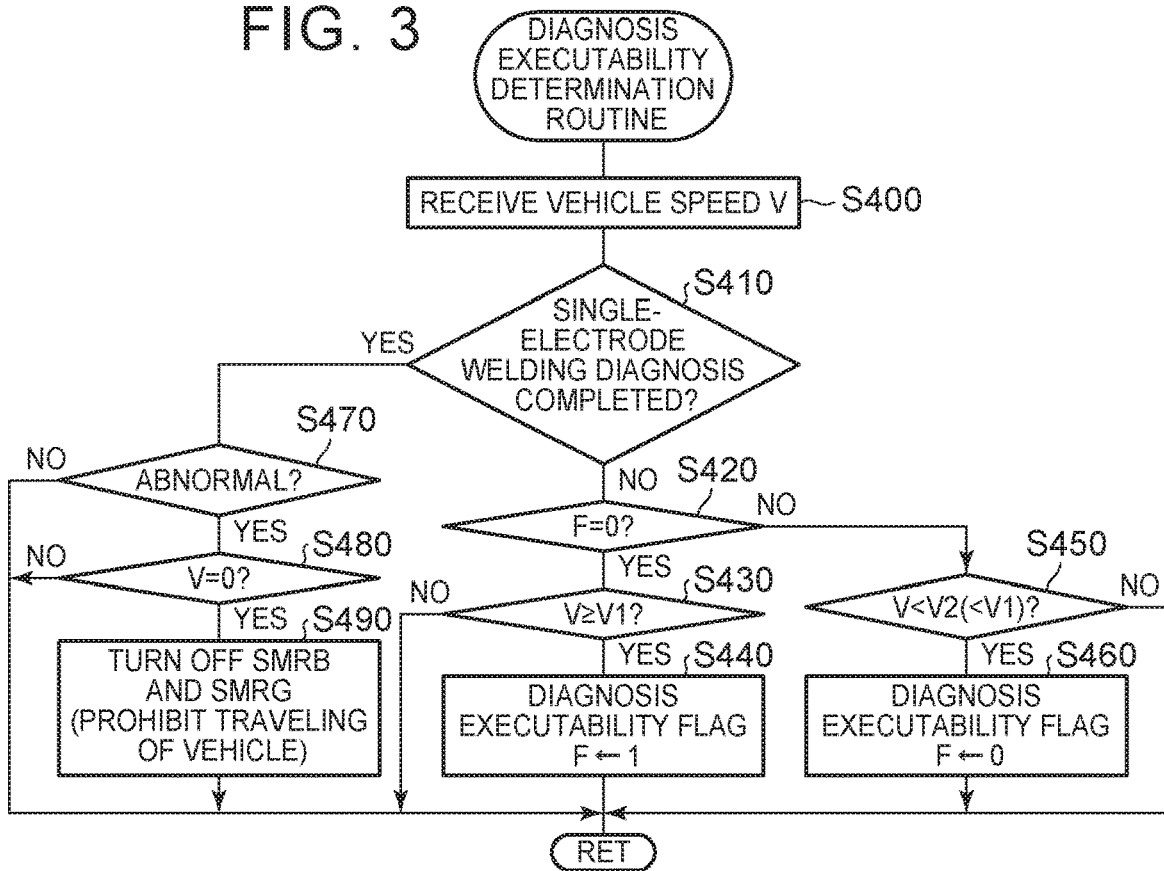 FIG. 3
DIAGNOSIS
EXECUTABILITY
DETERMINATION
ROUTINE
RECEIVE VEHICLE SPEED V
S400
S410
SINGLE-
ELECTRODE
WELDING DIAGNOSIS
COMPLETED?
YES
NO
S470
ABNORMAL?
NO
YES
S480
V=0?
NO
YES
S490
TURN OFF SMRB
AND SMRG
(PROHIBIT TRAVELING
OF VEHICLE)
S420
F=0?
NO
YES
S430
V≥V1?
NO
YES
S440
DIAGNOSIS
EXECUTABILITY FLAG
F←1
S450
V<V2(<V1)?
NO
YES
S460
DIAGNOSIS
EXECUTABILITY FLAG
F←0
RET